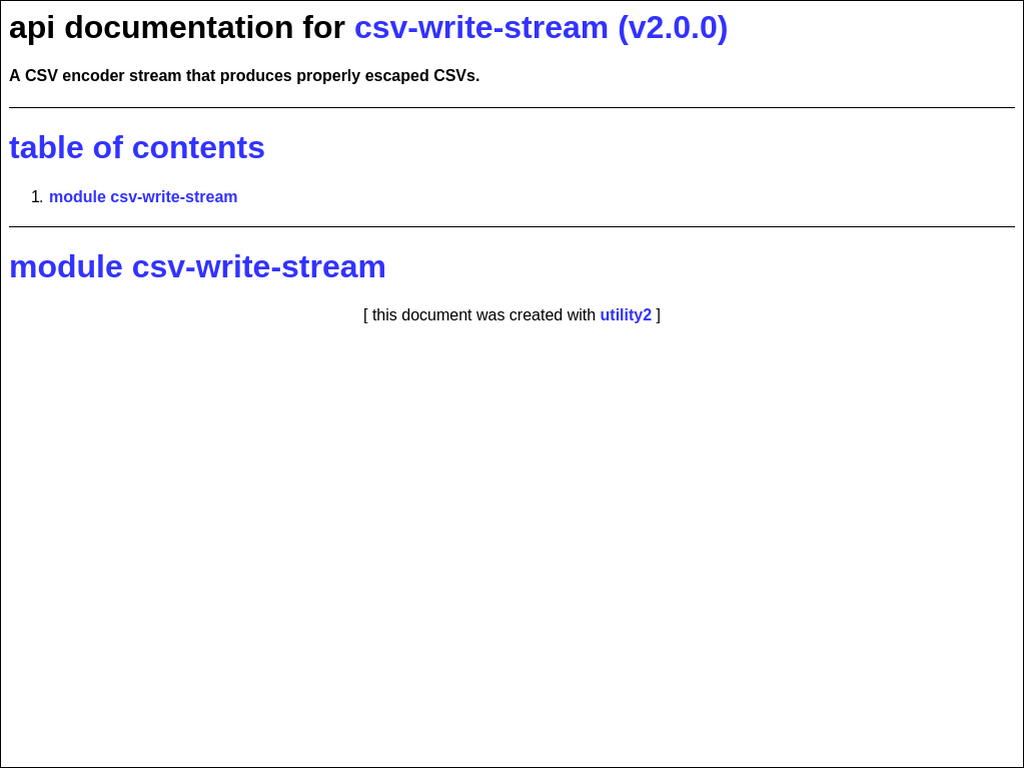 api documentation for csv-write-stream (v2.0.0)
A CSV encoder stream that produces properly escaped CSVs.
table of contents
1. module csv-write-stream
module csv-write-stream
[ this document was created with utility2 ]